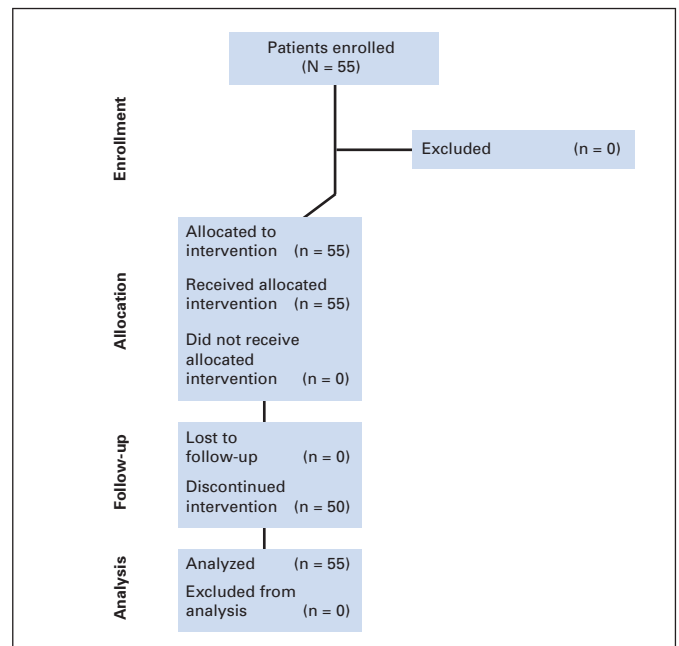 Patients enrolled
(N = 55)
Enrollment
Excluded (n = 0)
Allocation
Allocated to
intervention (n = 55)
Received allocated
intervention (n = 55)
Did not receive
allocated
intervention (n = 0)
Follow-up
Lost to
follow-up (n = 0)
Discontinued
intervention (n = 50)
Analysis
Analyzed (n = 55)
Excluded from
analysis (n = 0)